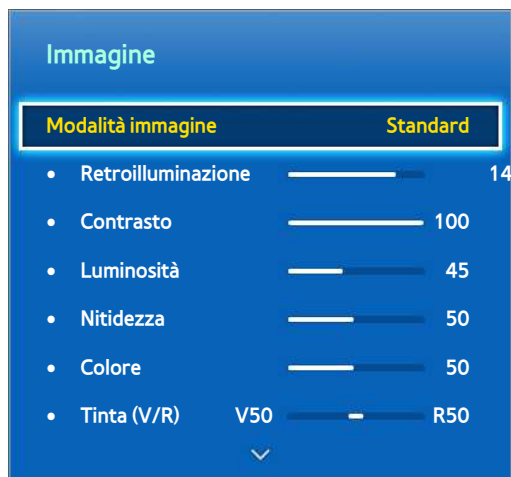 Immagine
Modalità immagine Standard
• Retroilluminazione 14
• Contrasto 100
• Luminosità 45
• Nitidezza 50
• Colore 50
• Tinta (V/R) V50 R50